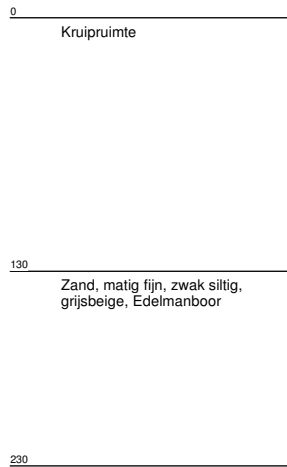 0
Kruipruimte
130
Zand, matig fijn, zwak siltig,
grijsbeige, Edelmanboor
230